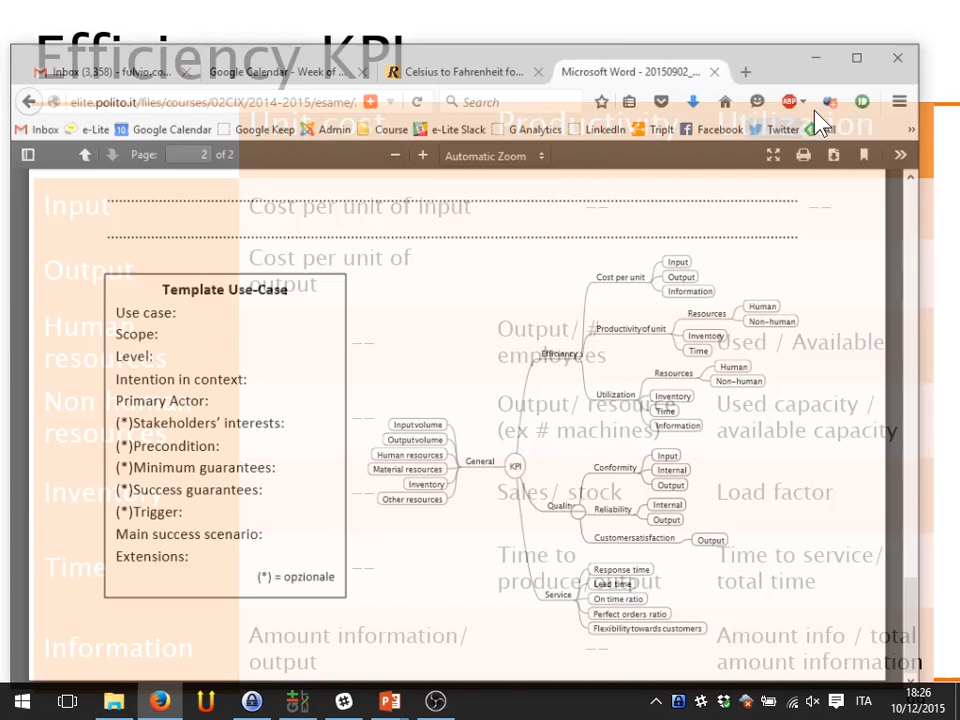 Efficiency KPI
Inbox (3,358) - fulvio.co...
Google Calendar - Week of ...
Celsius to Fahrenheit fo...
Microsoft Word - 20150902_...
elite.polito.it/files/courses/02CIX/2014-2015/esame/
Search
ABP
Inbox
e-Lite
10
Google Calendar
Google Keep
Admin
Course
e-Lite Slack
G Analytics
LinkedIn
TripIt
Facebook
Twitter
Unit cost
Productivity
Utilization
Page:
2
of 2
Automatic Zoom
Input
Cost per unit of input
--
--
Output
Cost per unit of
output
Human
resources
--
Output/ #
employees
Used / Available
Non human
resources
--
Output/ resource
(ex # machines)
Used capacity /
available capacity
Inventory
--
Sales/ stock
Load factor
Time
--
Time to
produce/output
Time to service/
total time
Information
Amount information/
output
--
Amount info / total
amount information
Template Use-Case
Use case:
Scope:
Level:
Intention in context:
Primary Actor:
(*)Stakeholders' interests:
(*)Precondition:
(*)Minimum guarantees:
(*)Success guarantees:
(*)Trigger:
Main success scenario:
Extensions:
(*) = opzionale
KPI
General
Input volume
Output volume
Human resources
Material resources
Inventory
Other resources
Efficiency
Cost per unit
Input
Output
Information
Productivity of unit
Resources
Human
Non-human
Inventory
Time
Utilization
Resources
Human
Non-human
Inventory
Time
Information
Quality
Conformity
Input
Internal
Output
Reliability
Internal
Output
Customer satisfaction
Output
Service
Response time
Lead time
On time ratio
Perfect orders ratio
Flexibility towards customers
ITA
18:26
10/12/2015